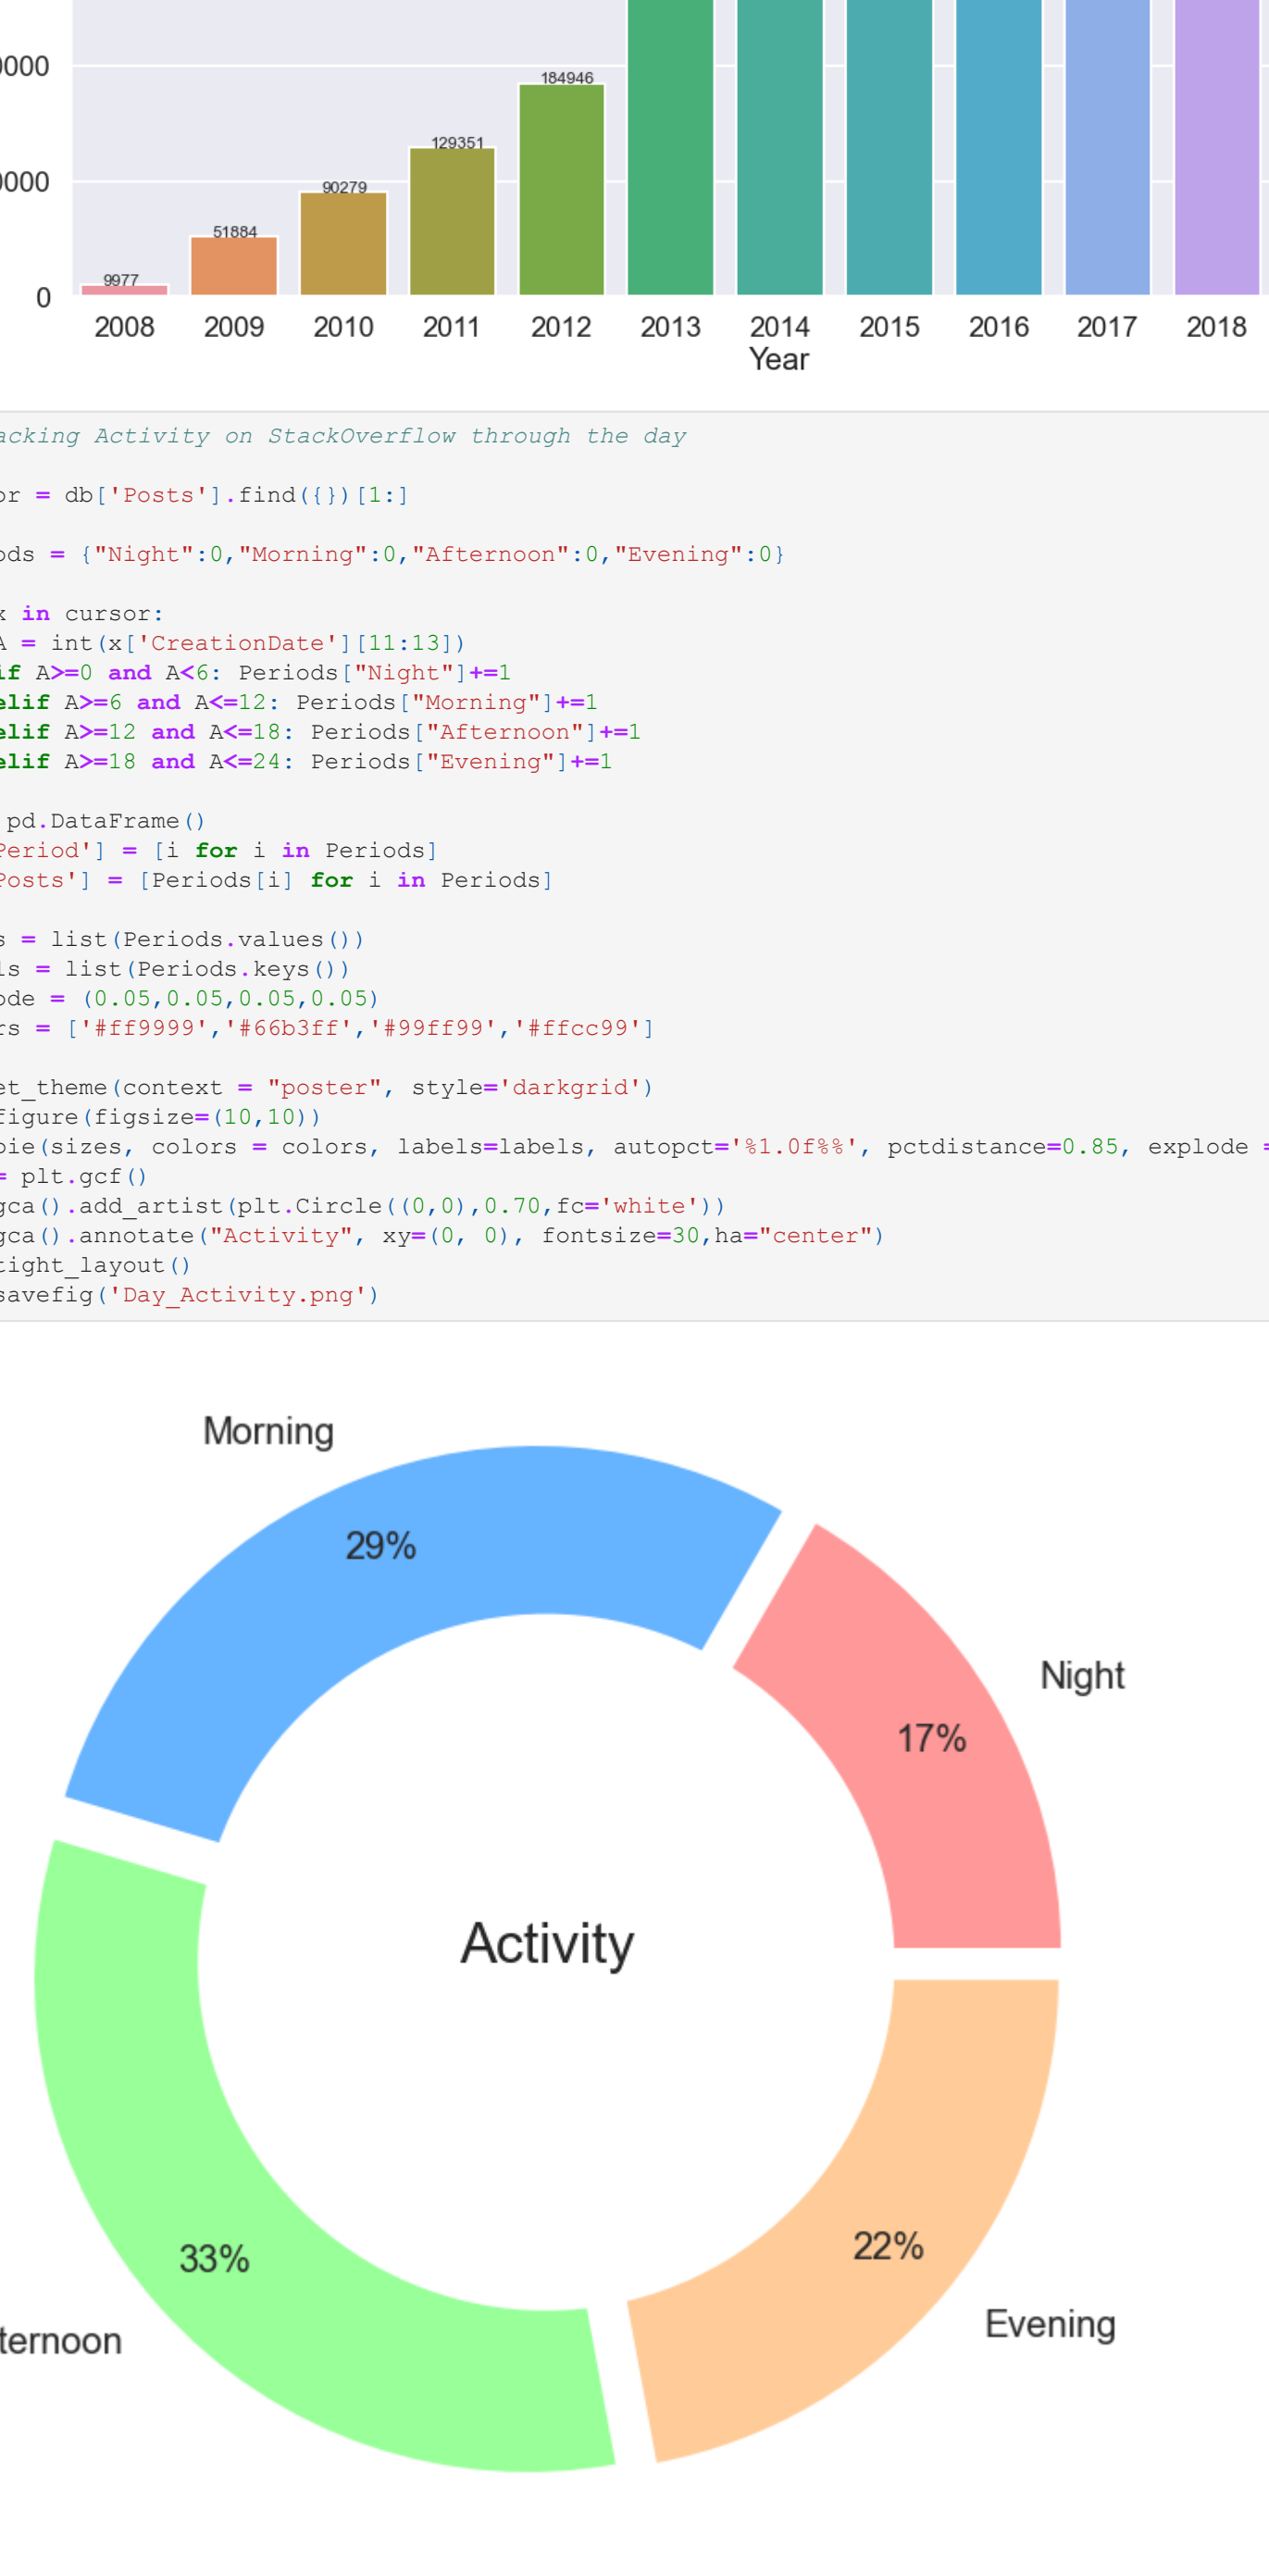 0000
184946
129351
0000
90279
51884
9977
0
2008 2009 2010 2011 2012 2013 2014 2015 2016 2017 2018
Year
acking Activity on StackOverflow through the day
or = db['Posts'].find({})[1:]
ods = {"Night":0,"Morning":0,"Afternoon":0,"Evening":0}
x in cursor:
A = int(x['CreationDate'][11:13])
if A>=0 and A<6: Periods["Night"]+=1
elif A>=6 and A<=12: Periods["Morning"]+=1
elif A>=12 and A<=18: Periods["Afternoon"]+=1
elif A>=18 and A<=24: Periods["Evening"]+=1
pd.DataFrame()
Period'] = [i for i in Periods]
Posts'] = [Periods[i] for i in Periods]
s = list(Periods.values())
ls = list(Periods.keys())
ode = (0.05,0.05,0.05,0.05)
rs = ['#ff9999','#66b3ff','#99ff99','#ffcc99']
et_theme(context = "poster", style='darkgrid')
figure(figsize=(10,10))
pie(sizes, colors = colors, labels=labels, autopct='%1.0f%%', pctdistance=0.85, explode =
= plt.gcf()
gca().add_artist(plt.Circle((0,0),0.70,fc='white'))
gca().annotate("Activity", xy=(0, 0), fontsize=30,ha="center")
tight_layout()
savefig('Day_Activity.png')
Morning
29%
Night
17%
Activity
33%
22%
Evening
ternoon